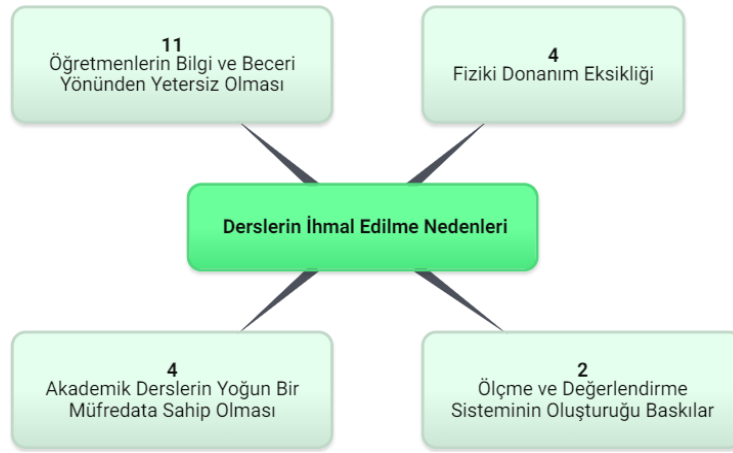 11
Öğretmenlerin Bilgi ve Beceri
Yönünden Yetersiz Olması
4
Fiziki Donanım Eksikliği
Derslerin İhmal Edilme Nedenleri
4
Akademik Derslerin Yoğun Bir
Müfredata Sahip Olması
2
Ölçme ve Değerlendirme
Sisteminin Oluşturuğu Baskılar